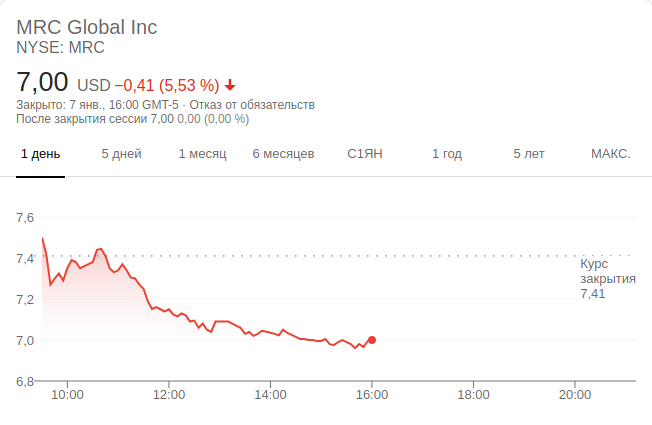 MRC Global Inc
NYSE: MRC
7,00 USD −0,41 (5,53 %)
Закрыто: 7 янв., 16:00 GMT-5 · Отказ от обязательств
После закрытия сессии 7,00 0,00 (0,00 %)
1 день 5 дней 1 месяц 6 месяцев С1ЯН 1 год 5 лет МАКС.
7,6
7,4
Курс
закрытия
7,41
7,2
7,0
6,8
10:00 12:00 14:00 16:00 18:00 20:00